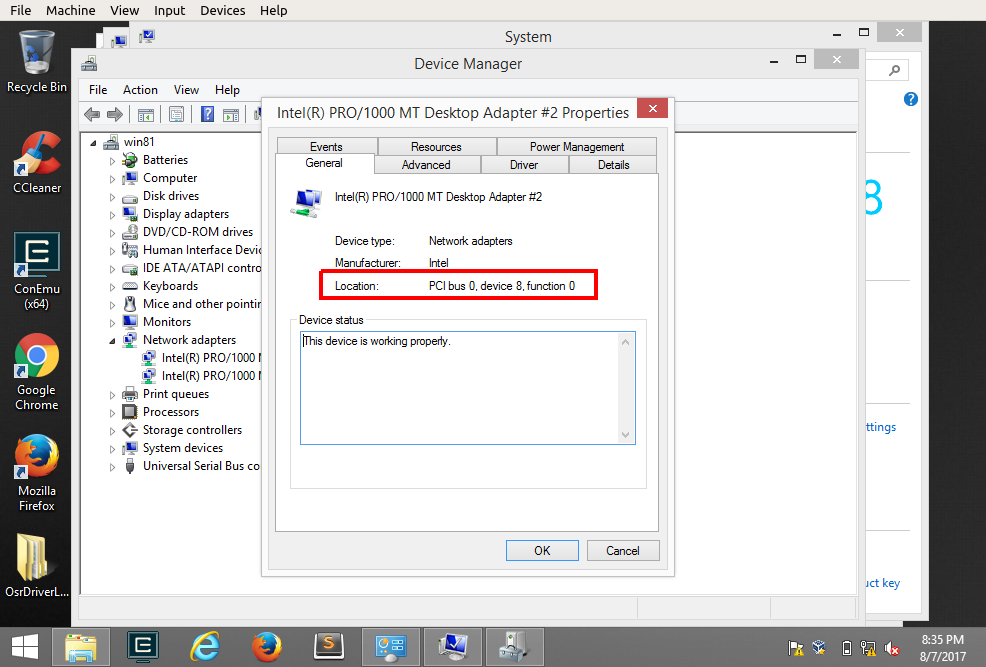 File Machine View Input Devices Help
System
Device Manager
File Action View Help
Recycle Bin
CCleaner
ConEmu
(x64)
Google
Chrome
Mozilla
Firefox
OsrDriverL...
win81
Batteries
Computer
Disk drives
Display adapters
DVD/CD-ROM drives
Human Interface Devic
IDE ATA/ATAPI contro
Keyboards
Mice and other pointin
Monitors
Network adapters
Intel(R) PRO/1000 M
Intel(R) PRO/1000 M
Print queues
Processors
Storage controllers
System devices
Universal Serial Bus co
Intel(R) PRO/1000 MT Desktop Adapter #2 Properties
Events Resources Power Management
General Advanced Driver Details
Intel(R) PRO/1000 MT Desktop Adapter #2
Device type: Network adapters
Manufacturer: Intel
Location: PCI bus 0, device 8, function 0
Device status
This device is working properly.
OK Cancel
8
ttings
uct key
8:35 PM
8/7/2017